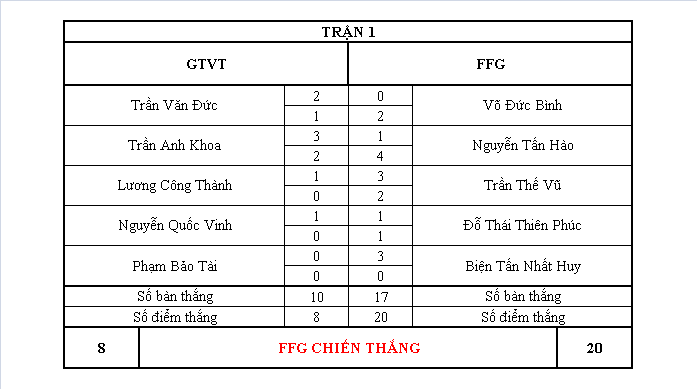 TRẬN 1
GTVT FFG
Trần Văn Đức 2 0 Võ Đức Bình
1 2
Trần Anh Khoa 3 1 Nguyễn Tấn Hào
2 4
Lương Công Thành 1 3 Trần Thế Vũ
0 2
Nguyễn Quốc Vinh 1 1 Đỗ Thái Thiên Phúc
0 1
Phạm Bảo Tài 0 3 Biện Tấn Nhất Huy
0 0
Số bàn thắng 10 17 Số bàn thắng
Số điểm thắng 8 20 Số điểm thắng
8 FFG CHIẾN THẮNG 20